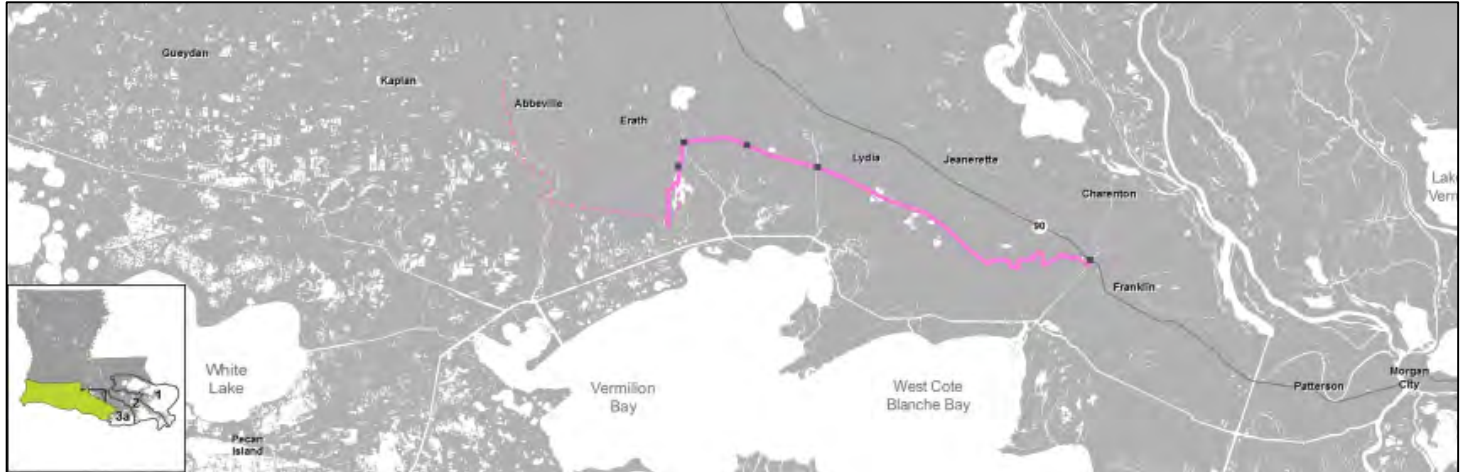 Gueydan
Kaplan
Abbeville
Erath
Lydia
Jeanerette
Charenton
Lake
Verm
90
Franklin
White
Lake
Vermilion
Bay
West Cote
Blanche Bay
Patterson
Morgan
City
Pecan
Island
1
2
3a